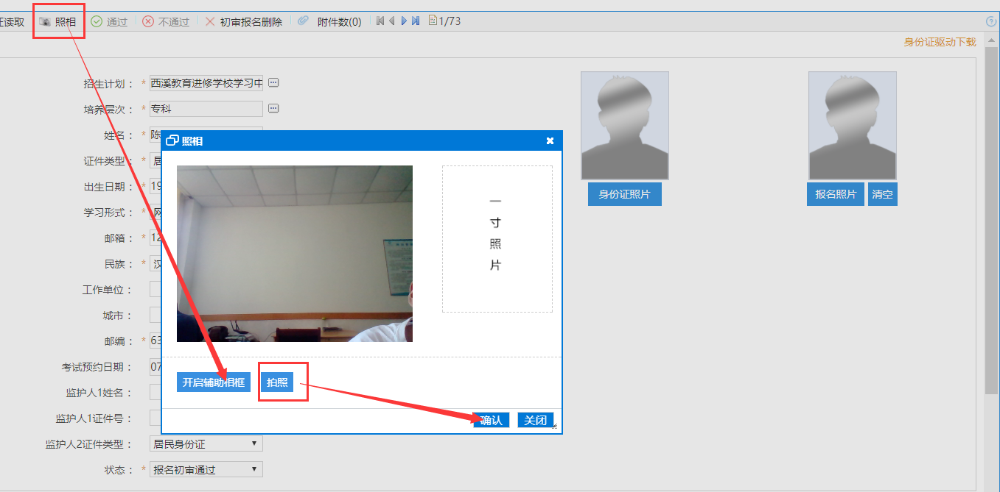 证读取 照相 通过 不通过 初审报名删除 附件数(0) 1/73
身份证驱动下载
招生计划： * 西溪教育进修学校学习中
培养层次： * 专科
姓名： * 陈
证件类型： * 居
出生日期： * 19
学习形式： * 网
邮箱： * 12
民族： * 汉
工作单位：
城市：
邮编： * 63
考试预约日期： 07
监护人1姓名：
监护人1证件号：
监护人2证件类型： 居民身份证
状态： * 报名初审通过
身份证照片
报名照片 清空
照相
一
寸
照
片
开启辅助相框 拍照
确认 关闭